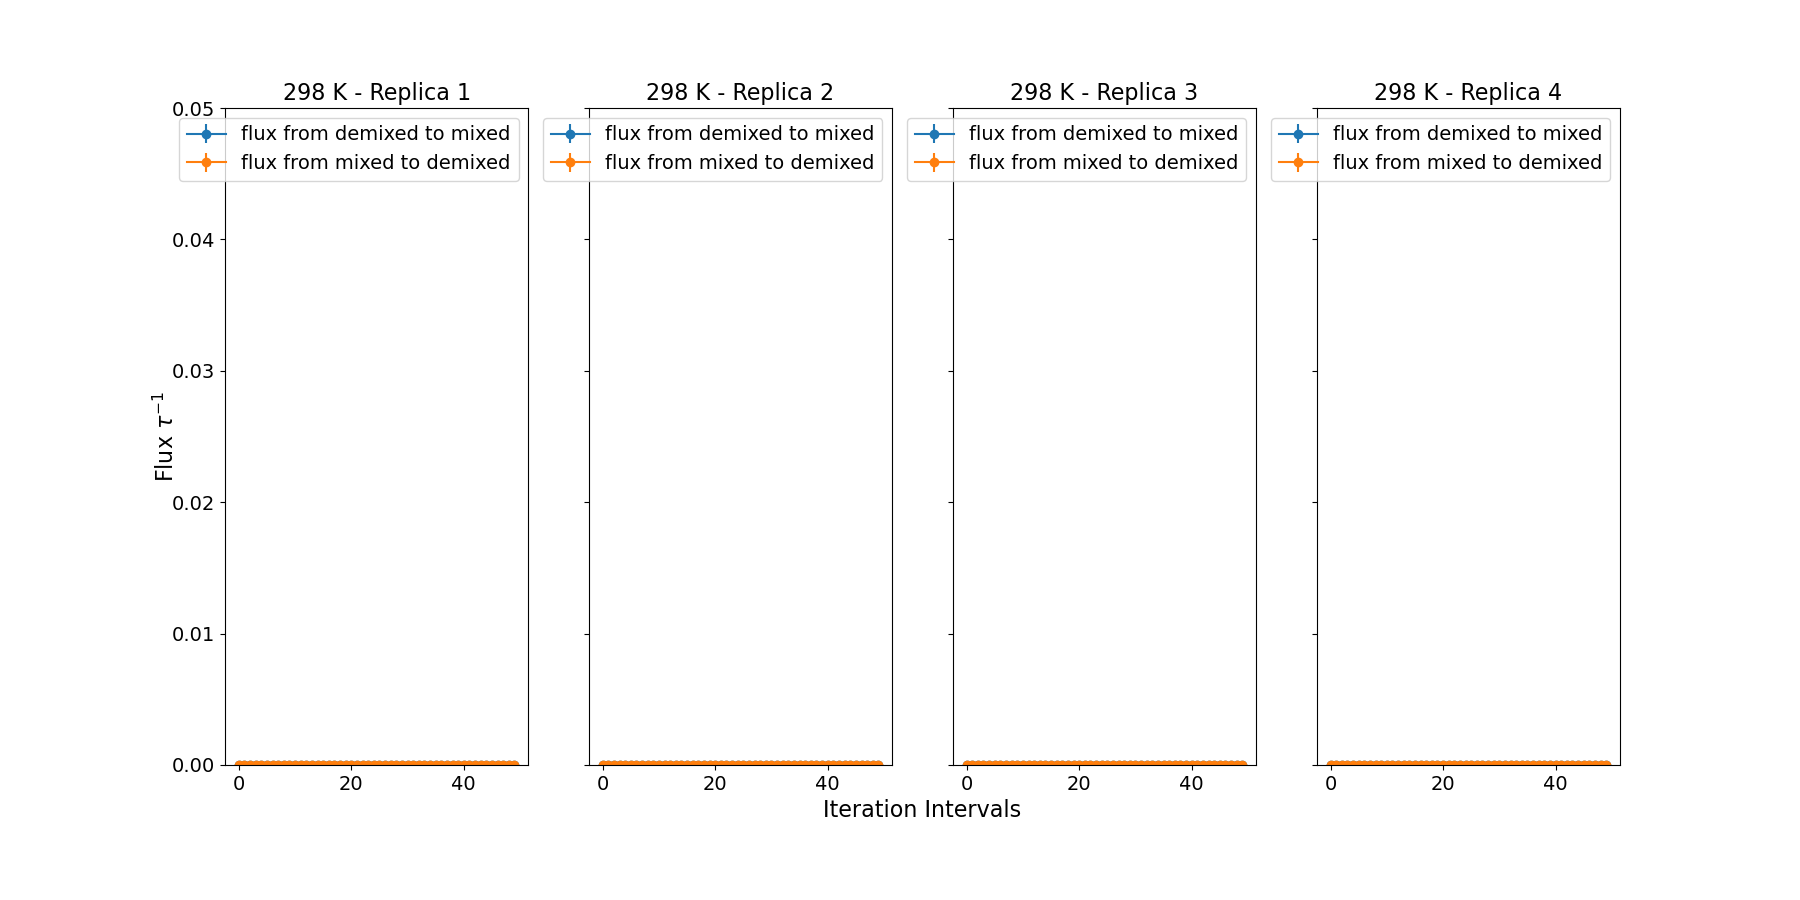 298 K - Replica 1
298 K - Replica 2
298 K - Replica 3
298 K - Replica 4
flux from demixed to mixed
flux from mixed to demixed
flux from demixed to mixed
flux from mixed to demixed
flux from demixed to mixed
flux from mixed to demixed
flux from demixed to mixed
flux from mixed to demixed
0.05
0.04
0.03
0.02
0.01
0.00
Flux τ⁻¹
0 20 40
0 20 40
0 20 40
0 20 40
Iteration Intervals